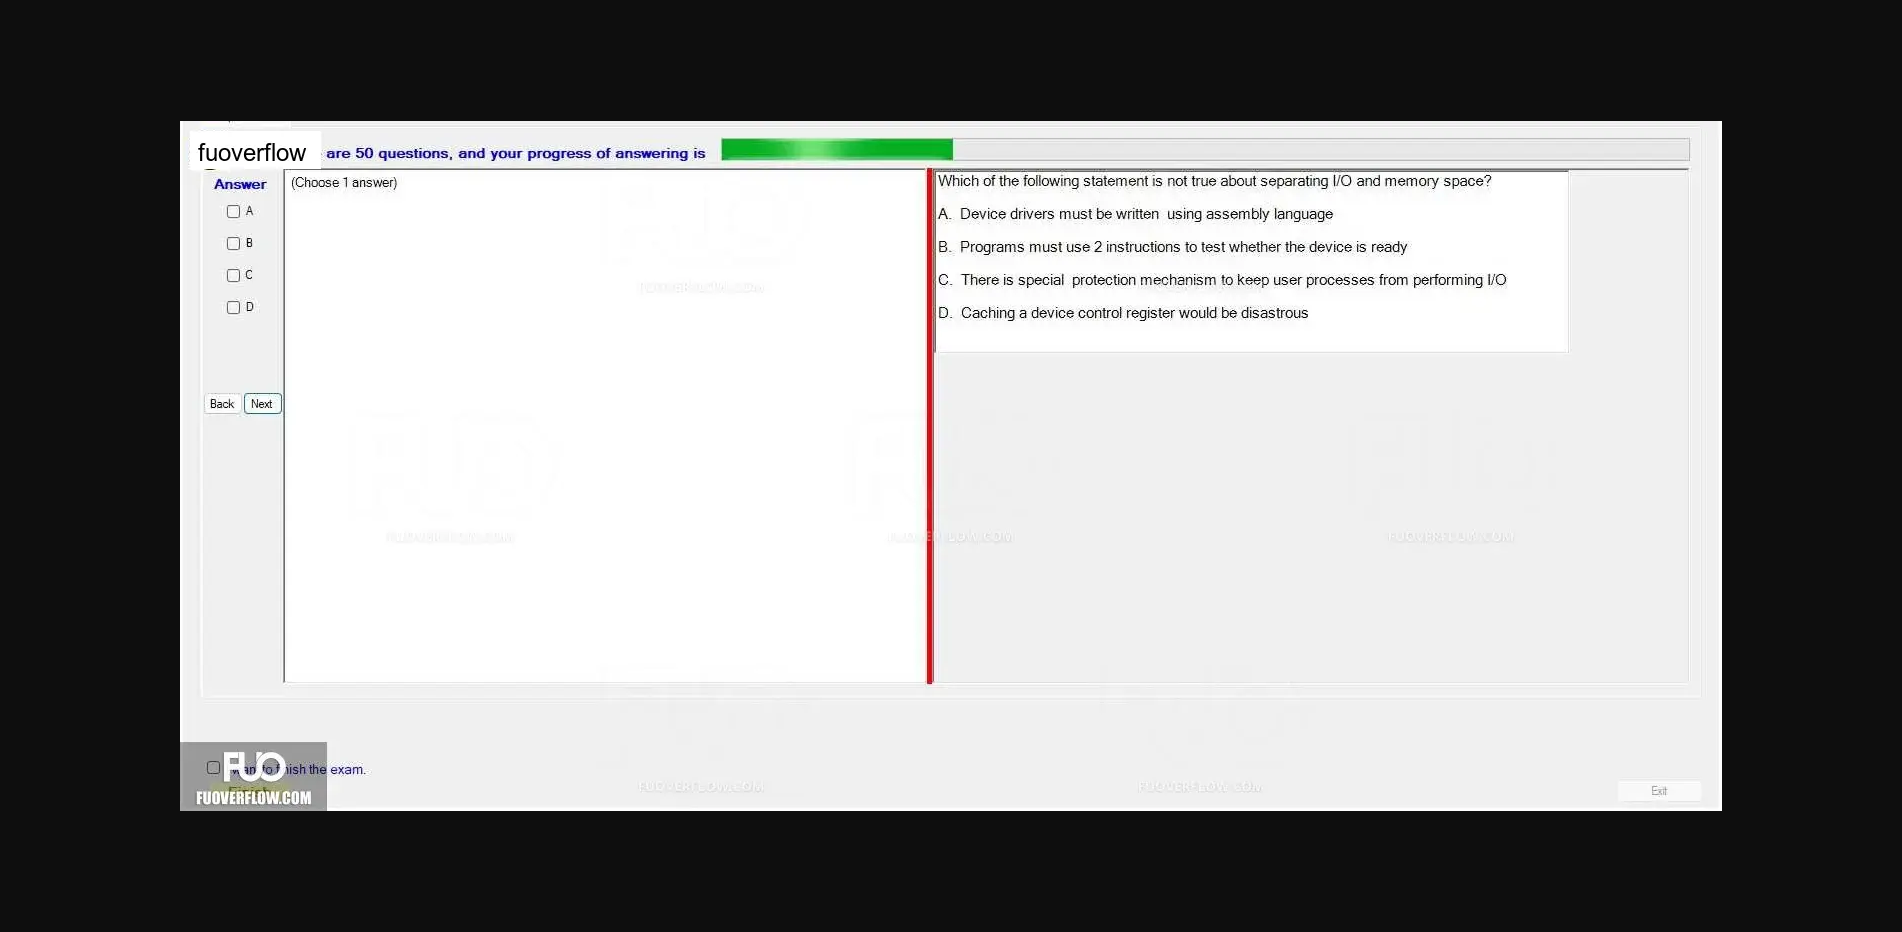 fuoverflow are 50 questions, and your progress of answering is
Answer
(Choose 1 answer)
A
B
C
D
Back Next
Which of the following statement is not true about separating I/O and memory space?
A. Device drivers must be written using assembly language
B. Programs must use 2 instructions to test whether the device is ready
C. There is special protection mechanism to keep user processes from performing I/O
D. Caching a device control register would be disastrous
FUOVERFLOW.COM
FUOVERFLOW.COM
FUOVERFLOW.COM
FUOVERFLOW.COM
FUOVERFLOW.COM
FUOVERFLOW.COM
FUO
want to finish the exam.
Finish
FUOVERFLOW.COM
Exit